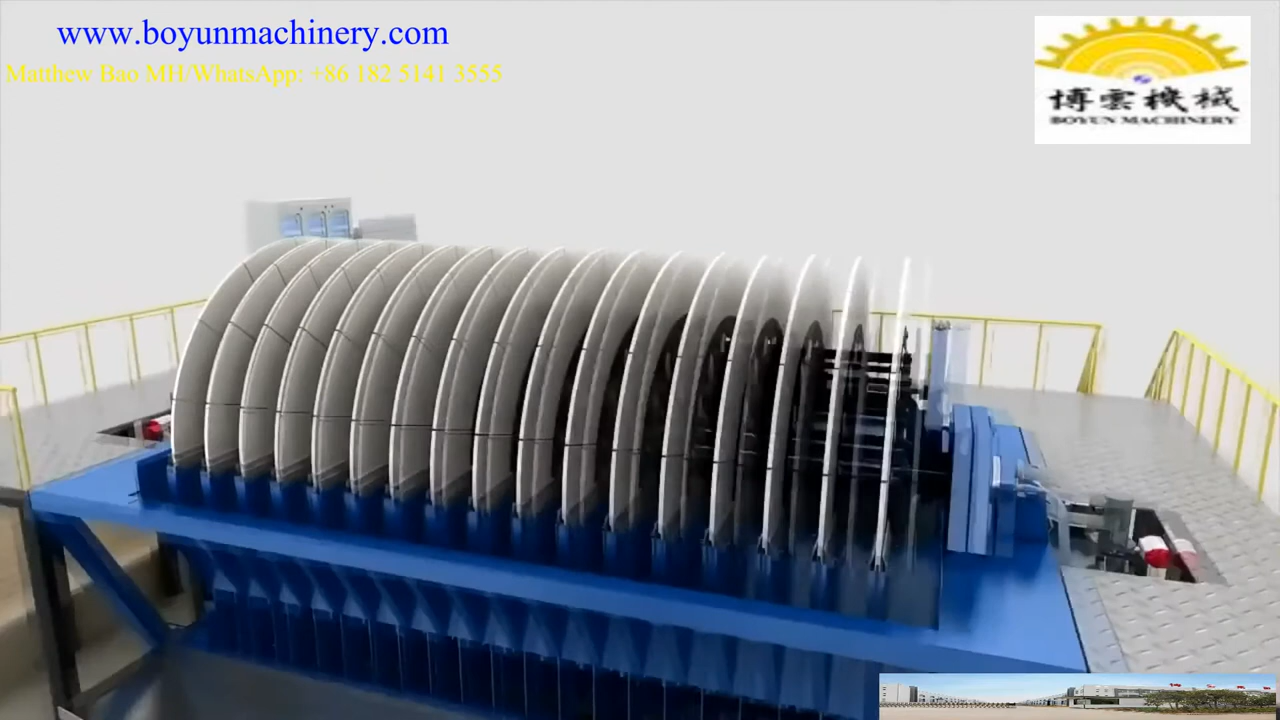 www.boyunmachinery.com
Matthew Bao MH/WhatsApp: +86 182 5141 3555
博雲機械
BOYUN MACHINERY